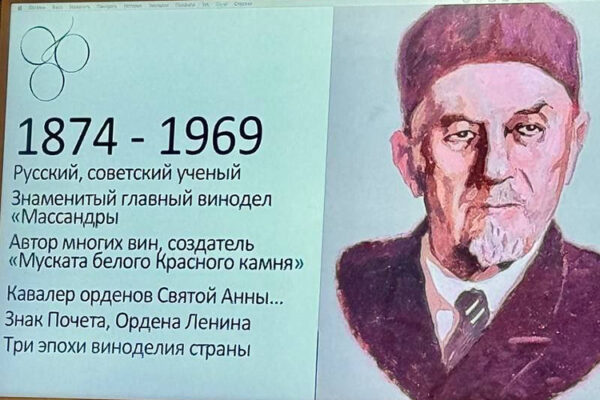 1874 - 1969
Русский, советский ученый
Знаменитый главный винодел
«Массандры
Автор многих вин, создатель
«Муската белого Красного камня»
Кавалер орденов Святой Анны...
Знак Почета, Ордена Ленина
Три эпохи виноделия страны